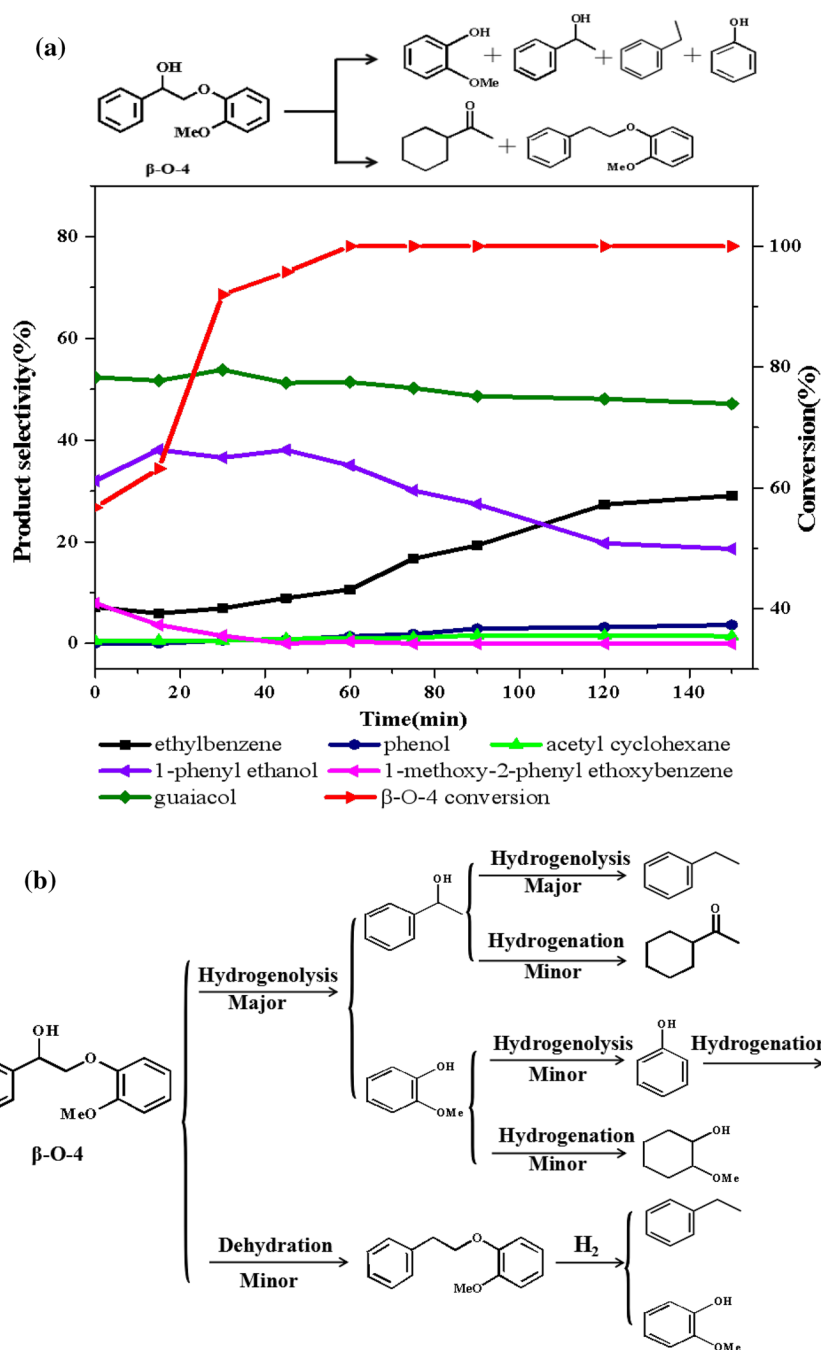 (a)
OH
OH
OH
OH
OMe
+
+
+
O
MeO
β-O-4
O
+
O
MeO
Product selectivity(%)
80
60
40
20
0
Conversion(%)
100
80
60
40
0 20 40 60 80 100 120 140
Time(min)
ethylbenzene phenol acetyl cyclohexane
1-phenyl ethanol 1-methoxy-2-phenyl ethoxybenzene
guaiacol β-O-4 conversion
(b)
OH
Hydrogenolysis
Major
Hydrogenation
Minor
O
Hydrogenolysis
Major
OH
O
MeO
β-O-4
OH
OMe
Hydrogenolysis
Minor
OH
Hydrogenation
Hydrogenation
Minor
OH
OMe
Dehydration
Minor
O
MeO
H2
OH
OMe